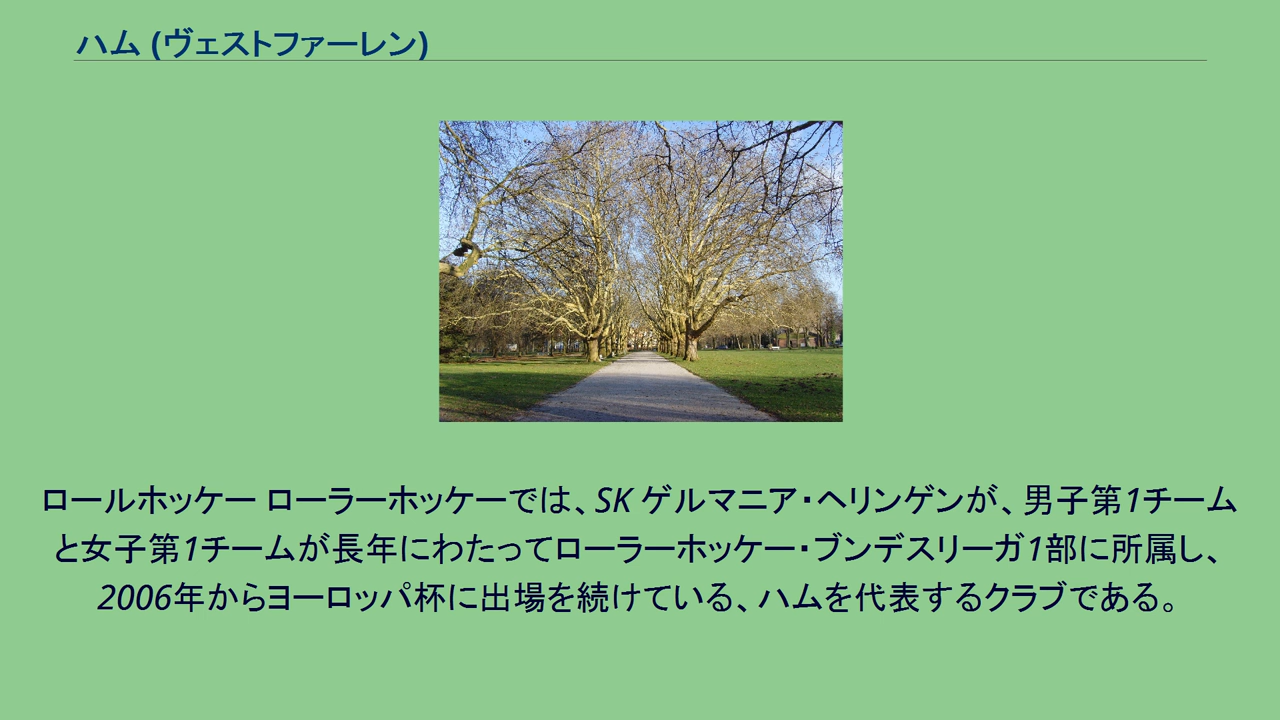 ハム (ヴェストファーレン)
ロールホッケー ローラーホッケーでは、SK ゲルマニア・ヘリンゲンが、男子第1チーム
と女子第1チームが長年にわたってローラーホッケー・ブンデスリーガ1部に所属し、
2006年からヨーロッパ杯に出場を続けている、ハムを代表するクラブである。